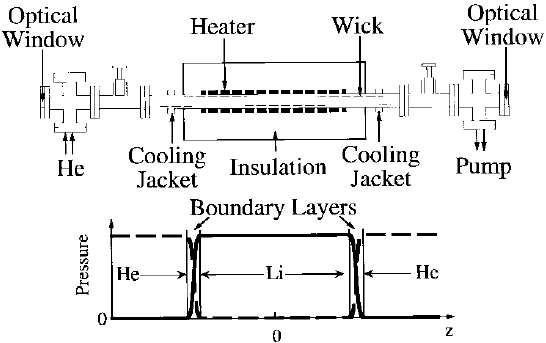 Optical
Window
Heater
Wick
Optical
Window
He
Cooling
Jacket
Insulation
Cooling
Jacket
Pump
Boundary Layers
Pressure
He
Li
He
0
0
z